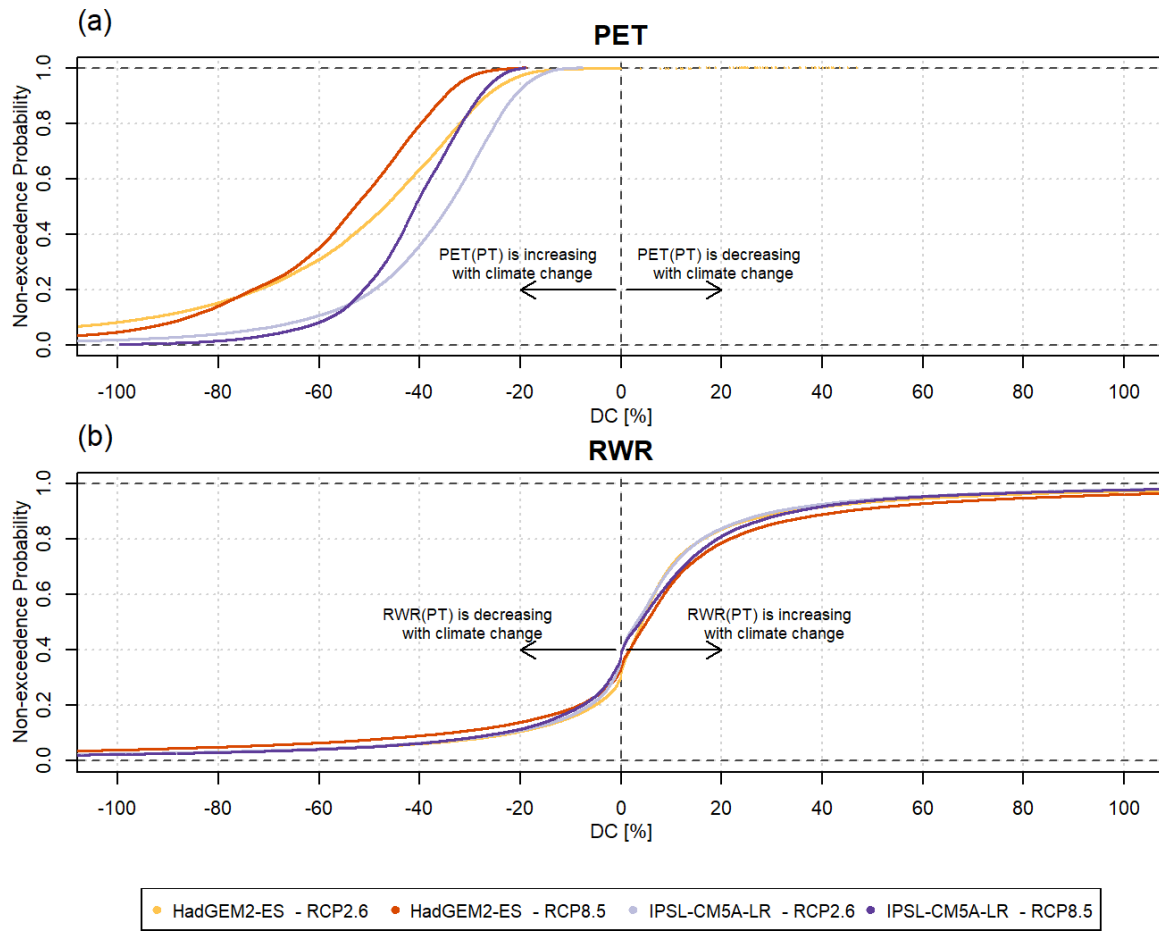 (a)
PET
Non-exceedence Probability
1.0
0.8
0.6
0.4
0.2
0.0
PET(PT) is increasing
with climate change
PET(PT) is decreasing
with climate change
-100 -80 -60 -40 -20 0 20 40 60 80 100
DC [%]
(b)
RWR
Non-exceedence Probability
1.0
0.8
0.6
0.4
0.2
0.0
RWR(PT) is decreasing
with climate change
RWR(PT) is increasing
with climate change
-100 -80 -60 -40 -20 0 20 40 60 80 100
DC [%]
HadGEM2-ES - RCP2.6 HadGEM2-ES - RCP8.5 IPSL-CM5A-LR - RCP2.6 IPSL-CM5A-LR - RCP8.5